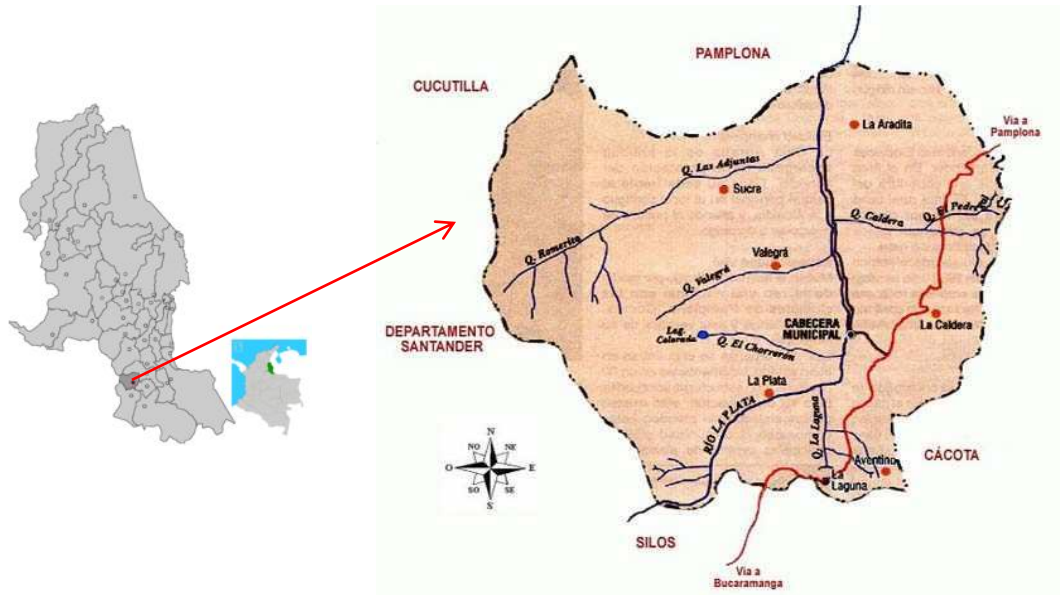 PAMPLONA
CUCUTILLA
Via a
Pamplona
La Aradita
Q. Las Adjuntas
Sucre
Q. Caldera
Q. El Pedrero
Q. Romerita
Valegrá
Q. Valegrá
DEPARTAMENTO
SANTANDER
Lag.
Colorada
CABECERA
MUNICIPAL
La Caldera
Q. El Chorrerón
La Plata
RÍO LA PLATA
Q. La Laguna
N
NO
NE
O
E
SO
SE
S
Aventino
CÁCOTA
La
Laguna
SILOS
Via a
Bucaramanga